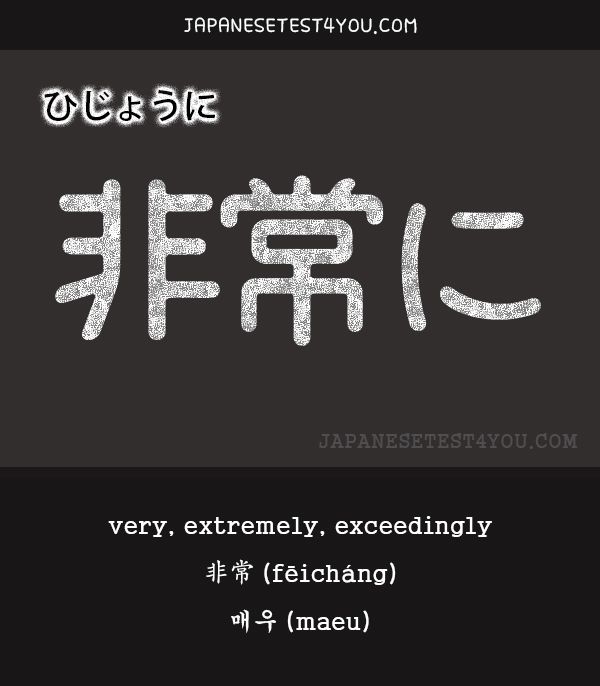 JAPANESETEST4YOU.COM
ひじょうに
非常に
JAPANESETEST4YOU.COM
very, extremely, exceedingly
非常 (fēicháng)
매우 (maeu)